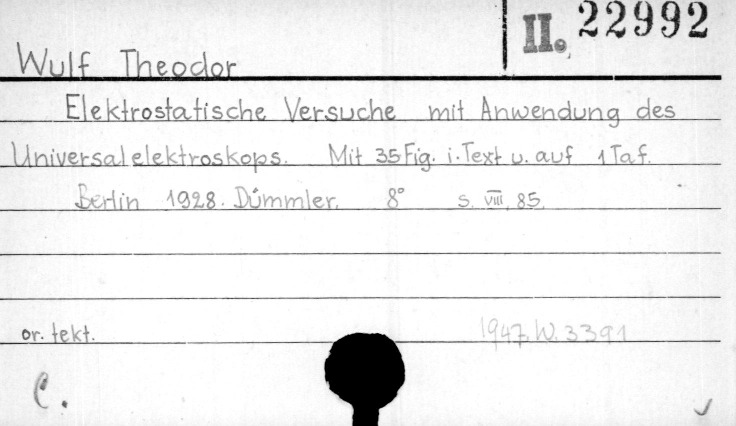 II. 22992
Wulf Theodor
Elektrostatische Versuche mit Anwendung des
Universalelektroskops. Mit 35 Fig. i. Text u. auf 1 Taf.
Berlin 1928. Dümmler. 8° s. VIII, 85.
or. tekt. 1947. W. 3391
C.